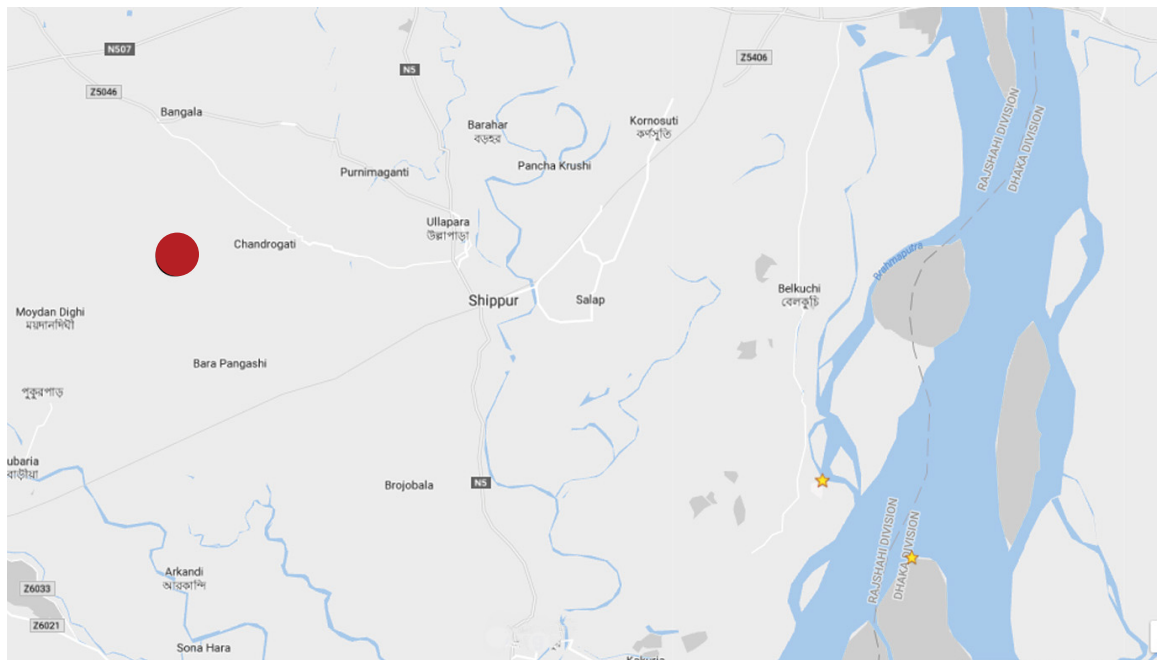 N507
N5
Z5406
Z5046
Bangala
Barahar
বড়হর
Kornosuti
কর্ণসুতি
Purnimaganti
Pancha Krushi
RAJSHAHI DIVISION
DHAKA DIVISION
Ullapara
উল্লাপাড়া
Chandrogati
Brahmaputra
Belkuchi
বেলকুচি
Shippur
Salap
Moydan Dighi
ময়দানদিঘী
Bara Pangashi
পুকুরপাড়
ubaria
বাড়ীয়া
Brojobala
N5
RAJSHAHI DIVISION
DHAKA DIVISION
Arkandi
আরকান্দি
Z6033
Z6021
Sona Hara